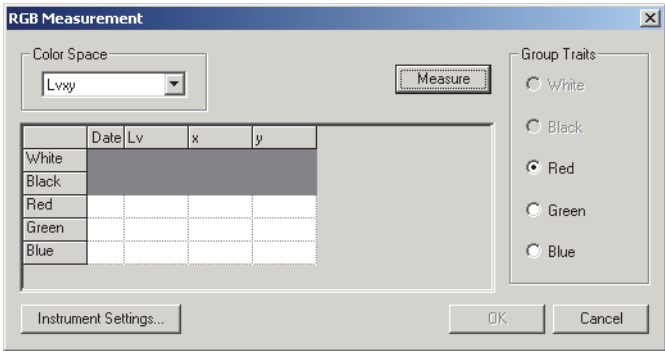 RGB Measurement
Color Space
Lvxy
Measure
Group Traits
White
Black
Red
Green
Blue
Date Lv x y
White
Black
Red
Green
Blue
Instrument Settings...
OK
Cancel